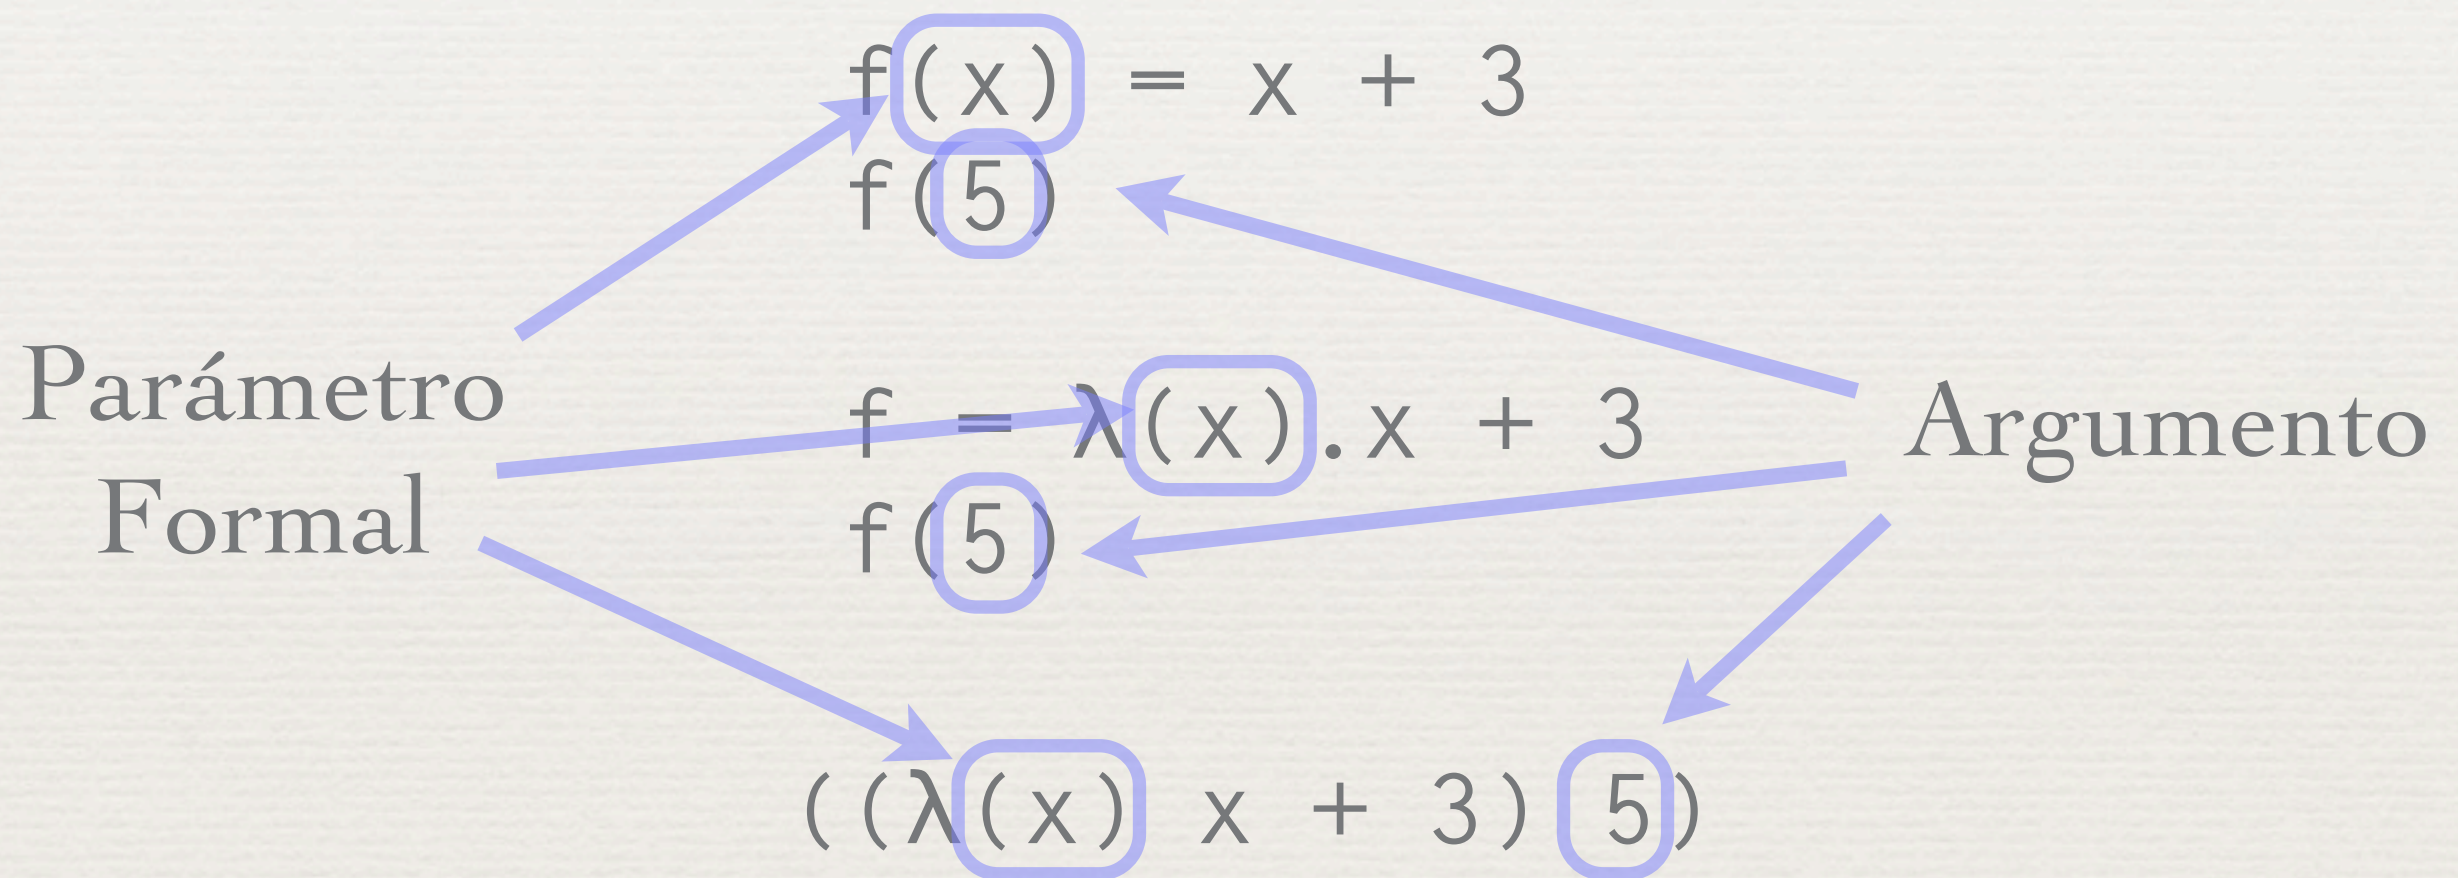 f(x) = x + 3
f(5)
Parámetro
Formal
f = λ(x).x + 3
Argumento
f(5)
((λ(x) x + 3) 5)